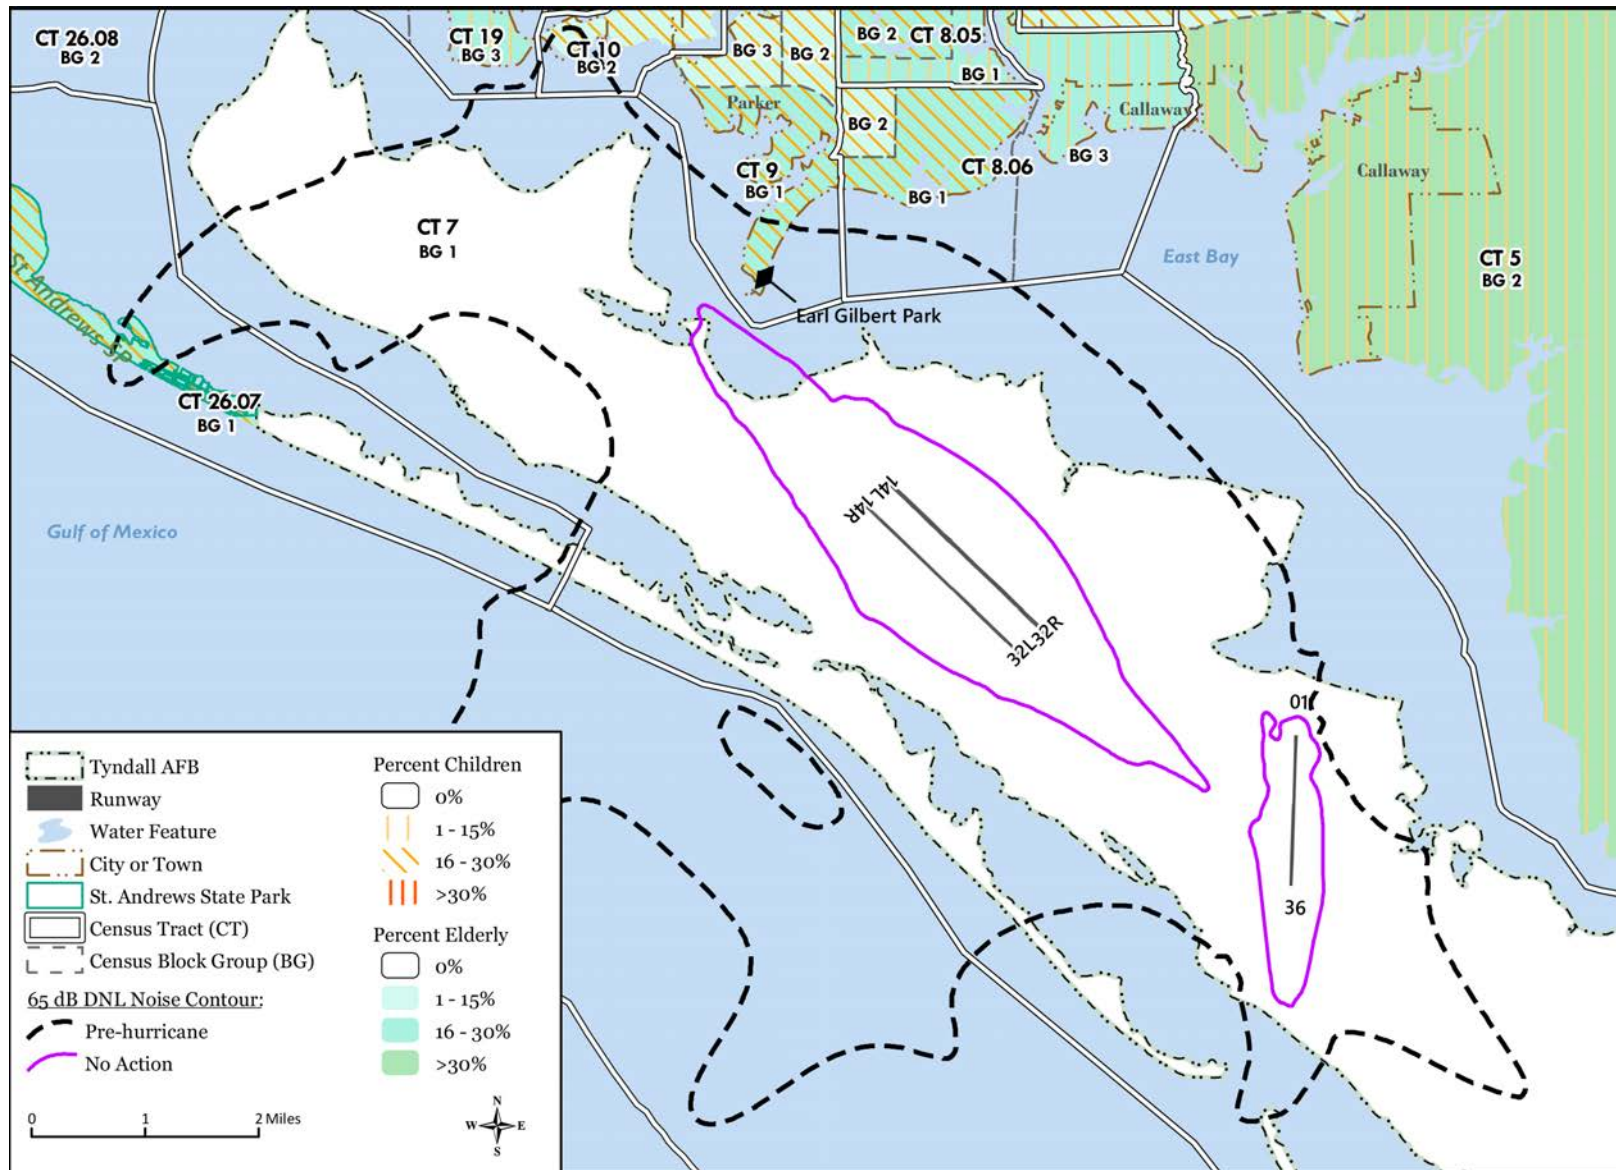 CT 26.08
BG 2
CT 19
BG 3
CT 10
BG 2
BG 3
BG 2
BG 2
CT 8.05
BG 1
Parker
BG 2
Callaway
CT 9
BG 1
CT 8.06
BG 3
BG 1
Callaway
CT 7
BG 1
East Bay
CT 5
BG 2
St Andrews SP
Earl Gilbert Park
CT 26.07
BG 1
Gulf of Mexico
14L
14R
32L
32R
01
36
Tyndall AFB
Runway
Water Feature
City or Town
St. Andrews State Park
Census Tract (CT)
Census Block Group (BG)
65 dB DNL Noise Contour:
Pre-hurricane
No Action
0 1 2 Miles
Percent Children
0%
1 - 15%
16 - 30%
>30%
Percent Elderly
0%
1 - 15%
16 - 30%
>30%
N
W E
S